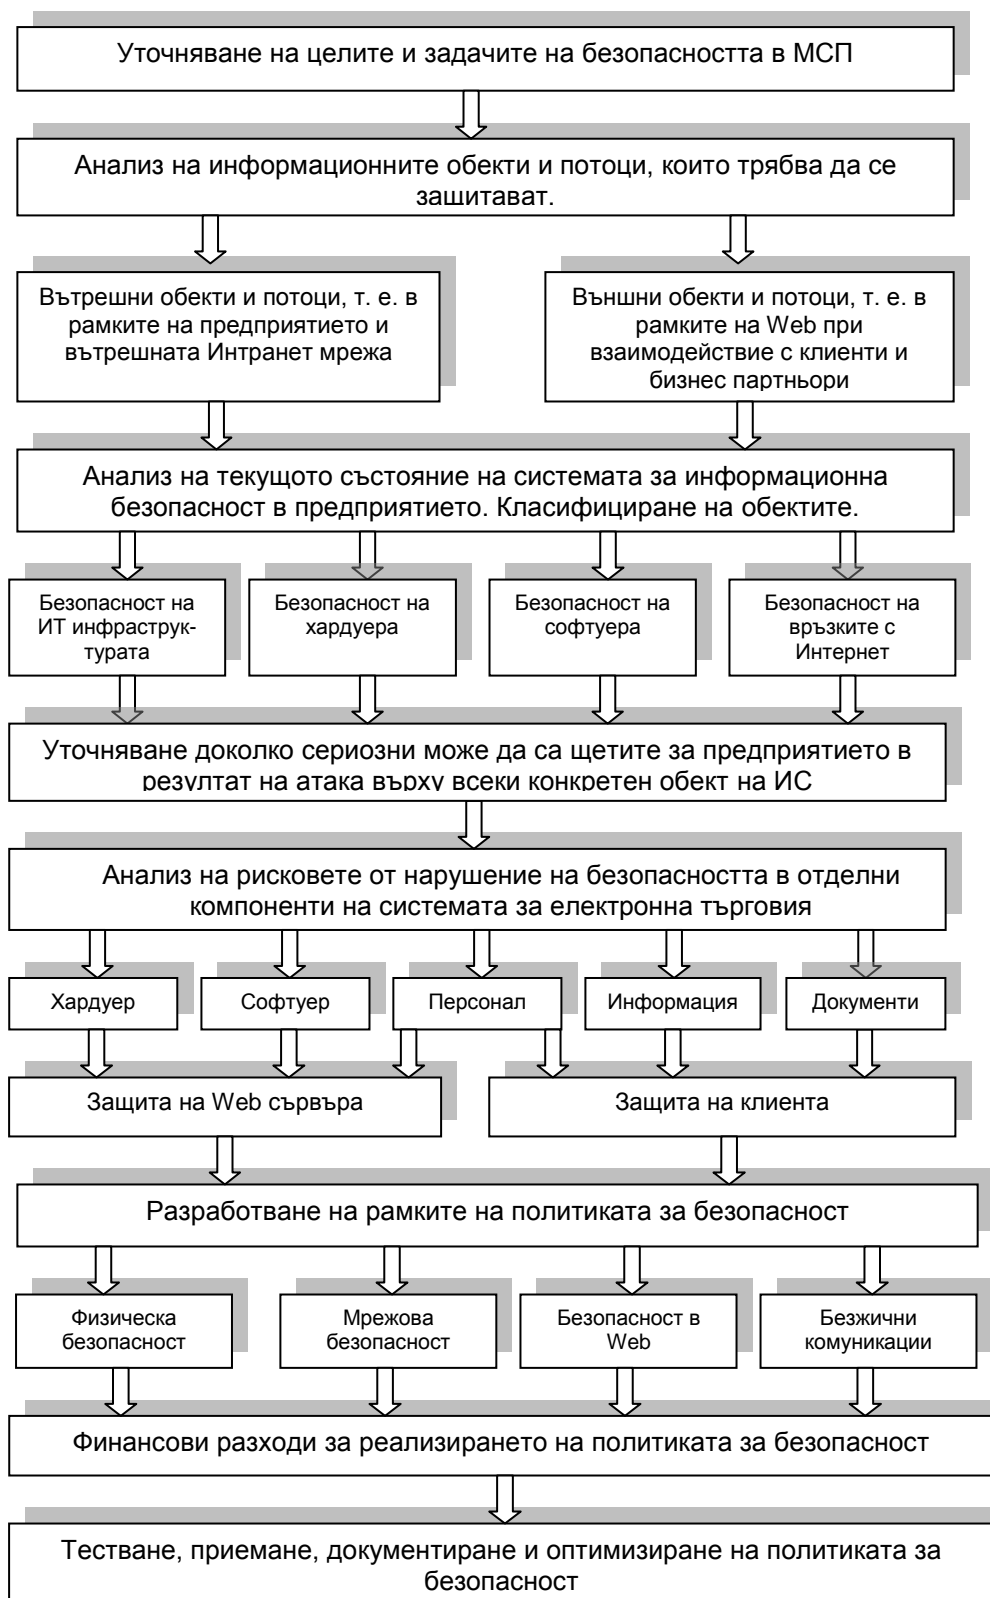 Уточняване на целите и задачите на безопасността в МСП
Анализ на информационните обекти и потоци, които трябва да се
защитават.
Вътрешни обекти и потоци, т. е. в
рамките на предприятието и
вътрешната Интранет мрежа
Външни обекти и потоци, т. е. в
рамките на Web при
взаимодействие с клиенти и
бизнес партньори
Анализ на текущото състояние на системата за информационна
безопасност в предприятието. Класифициране на обектите.
Безопасност на
ИТ инфраструк-
турата
Безопасност на
хардуера
Безопасност на
софтуера
Безопасност на
връзките с
Интернет
Уточняване доколко сериозни може да са щетите за предприятието в
резултат на атака върху всеки конкретен обект на ИС
Анализ на рисковете от нарушение на безопасността в отделни
компоненти на системата за електронна търговия
Хардуер
Софтуер
Персонал
Информация
Документи
Защита на Web сървъра
Защита на клиента
Разработване на рамките на политиката за безопасност
Физическа
безопасност
Мрежова
безопасност
Безопасност в
Web
Безжични
комуникации
Финансови разходи за реализирането на политиката за безопасност
Тестване, приемане, документиране и оптимизиране на политиката за
безопасност